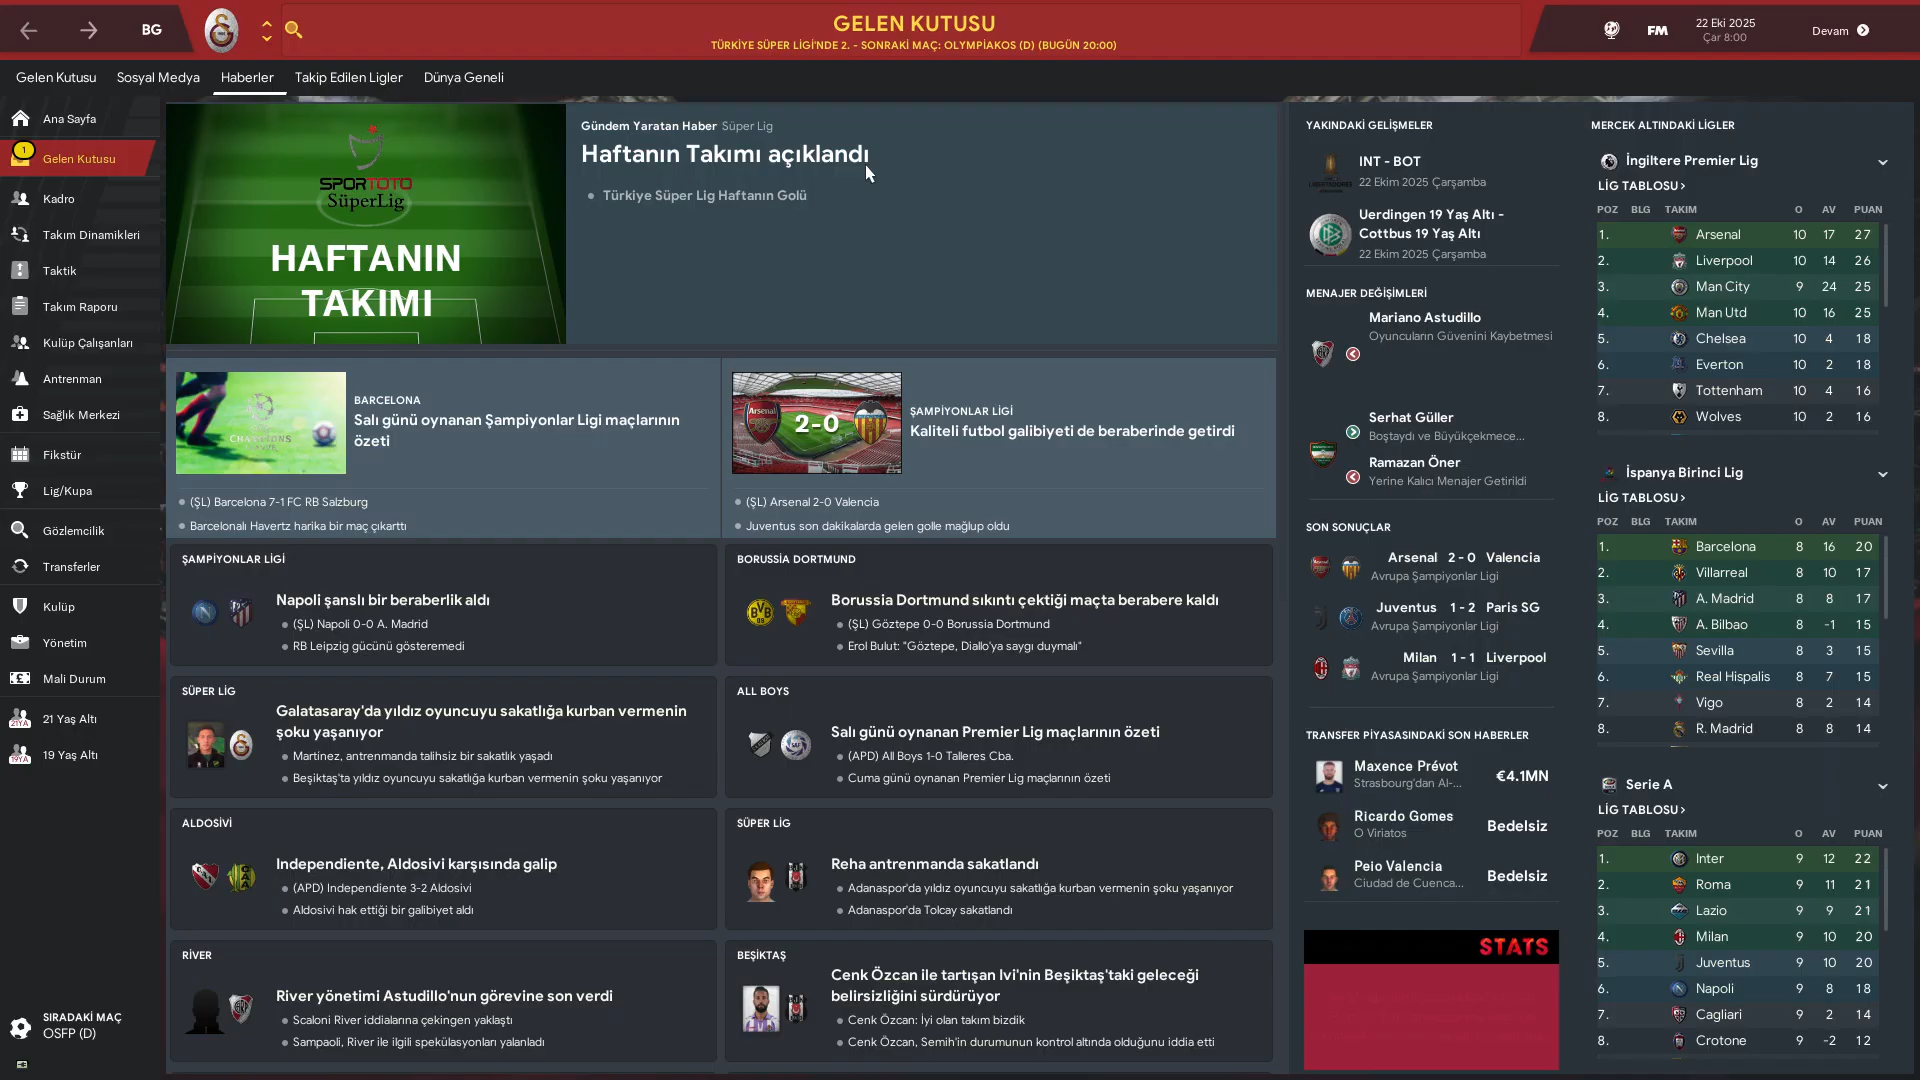 BG
GELEN KUTUSU
TÜRKİYE SÜPER LİGİ'NDE 2. - SONRAKİ MAÇ: OLYMPİAKOS (D) (BUGÜN 20:00)
FM
22 Eki 2025
Çar 8:00
Devam
Gelen Kutusu
Sosyal Medya
Haberler
Takip Edilen Ligler
Dünya Geneli
Ana Sayfa
1
Gelen Kutusu
Kadro
Takım Dinamikleri
Taktik
Takım Raporu
Kulüp Çalışanları
Antrenman
Sağlık Merkezi
Fikstür
Lig/Kupa
Gözlemcilik
Transferler
Kulüp
Yönetim
Mali Durum
21YA
21 Yaş Altı
19YA
19 Yaş Altı
SIRADAKİ MAÇ
OSFP (D)
SPORTOTO
SüperLig
HAFTANIN
TAKIMI
Gündem Yaratan Haber Süper Lig
Haftanın Takımı açıklandı
Türkiye Süper Lig Haftanın Golü
CHAMPIONS
BARCELONA
Salı günü oynanan Şampiyonlar Ligi maçlarının
özeti
(ŞL) Barcelona 7-1 FC RB Salzburg
Barcelonalı Havertz harika bir maç çıkarttı
Arsenal
2-0
ŞAMPİYONLAR LİGİ
Kaliteli futbol galibiyeti de beraberinde getirdi
(ŞL) Arsenal 2-0 Valencia
Juventus son dakikalarda gelen golle mağlup oldu
ŞAMPİYONLAR LİGİ
Napoli şanslı bir beraberlik aldı
(ŞL) Napoli 0-0 A. Madrid
RB Leipzig gücünü gösteremedi
BORUSSİA DORTMUND
Borussia Dortmund sıkıntı çektiği maçta berabere kaldı
(ŞL) Göztepe 0-0 Borussia Dortmund
Erol Bulut: "Göztepe, Diallo'ya saygı duymalı"
SÜPER LİG
Galatasaray'da yıldız oyuncuyu sakatlığa kurban vermenin
şoku yaşanıyor
Martinez, antrenmanda talihsiz bir sakatlık yaşadı
Beşiktaş'ta yıldız oyuncuyu sakatlığa kurban vermenin şoku yaşanıyor
ALL BOYS
Salı günü oynanan Premier Lig maçlarının özeti
(APD) All Boys 1-0 Talleres Cba.
Cuma günü oynanan Premier Lig maçlarının özeti
ALDOSİVİ
Independiente, Aldosivi karşısında galip
(APD) Independiente 3-2 Aldosivi
Aldosivi hak ettiği bir galibiyet aldı
SÜPER LİG
Reha antrenmanda sakatlandı
Adanaspor'da yıldız oyuncuyu sakatlığa kurban vermenin şoku yaşanıyor
Adanaspor'da Tolcay sakatlandı
RİVER
River yönetimi Astudillo'nun görevine son verdi
Scaloni River iddialarına çekingen yaklaştı
Sampaoli, River ile ilgili spekülasyonları yalanladı
BEŞİKTAŞ
Cenk Özcan ile tartışan Ivi'nin Beşiktaş'taki geleceği
belirsizliğini sürdürüyor
Cenk Özcan: İyi olan takım bizdik
Cenk Özcan, Semih'in durumunun kontrol altında olduğunu iddia etti
YAKINDAKİ GELİŞMELER
INT - BOT
22 Ekim 2025 Çarşamba
Uerdingen 19 Yaş Altı -
Cottbus 19 Yaş Altı
22 Ekim 2025 Çarşamba
MENAJER DEĞİŞİMLERİ
Mariano Astudillo
Oyuncuların Güvenini Kaybetmesi
Serhat Güller
Boştaydı ve Büyükçekmece...
Ramazan Öner
Yerine Kalıcı Menajer Getirildi
SON SONUÇLAR
Arsenal 2 - 0 Valencia
Avrupa Şampiyonlar Ligi
Juventus 1 - 2 Paris SG
Avrupa Şampiyonlar Ligi
Milan 1 - 1 Liverpool
Avrupa Şampiyonlar Ligi
TRANSFER PİYASASINDAKİ SON HABERLER
Maxence Prévot
Strasbourg'dan Al-...
€4.1MN
Ricardo Gomes
O Viriatos
Bedelsiz
Peio Valencia
Ciudad de Cuenca...
Bedelsiz
STATS
MERCEK ALTINDAKİ LİGLER
İngiltere Premier Lig
LİG TABLOSU>
POZ BLG TAKIM O AV PUAN
1. Arsenal 10 17 27
2. Liverpool 10 14 26
3. Man City 9 24 25
4. Man Utd 10 16 25
5. Chelsea 10 4 18
6. Everton 10 2 18
7. Tottenham 10 4 16
8. Wolves 10 2 16
İspanya Birinci Lig
LİG TABLOSU>
POZ BLG TAKIM O AV PUAN
1. Barcelona 8 16 20
2. Villarreal 8 10 17
3. A. Madrid 8 8 17
4. A. Bilbao 8 -1 15
5. Sevilla 8 3 15
6. Real Hispalis 8 7 15
7. Vigo 8 2 14
8. R. Madrid 8 8 14
Serie A
LİG TABLOSU>
POZ BLG TAKIM O AV PUAN
1. Inter 9 12 22
2. Roma 9 11 21
3. Lazio 9 9 21
4. Milan 9 10 20
5. Juventus 9 10 20
6. Napoli 9 8 18
7. Cagliari 9 2 14
8. Crotone 9 -2 12